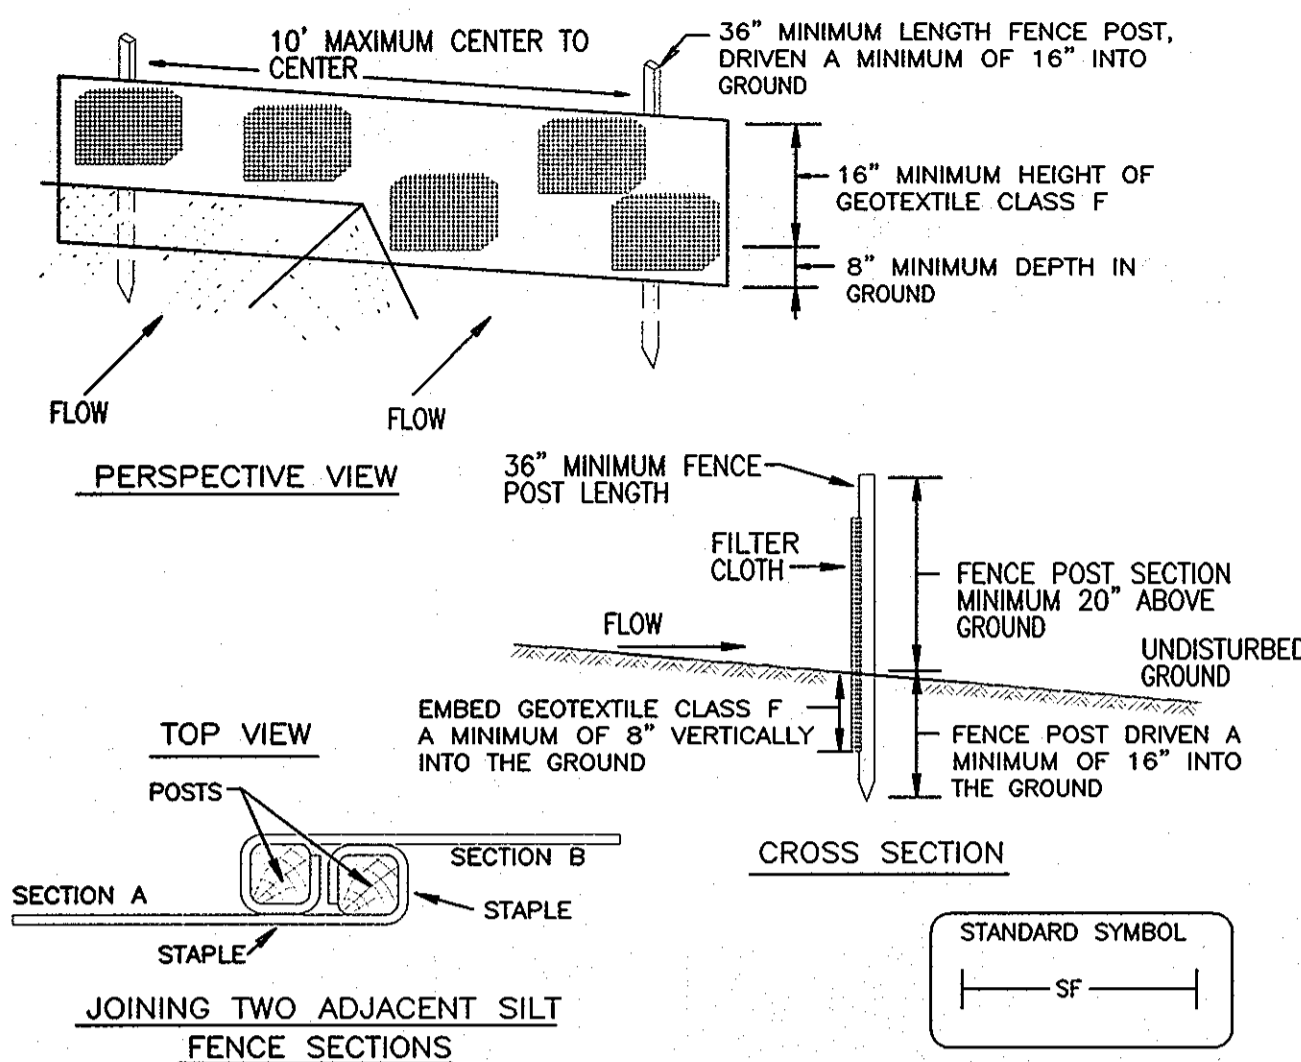 10' MAXIMUM CENTER TO
CENTER
36" MINIMUM LENGTH FENCE POST,
DRIVEN A MINIMUM OF 16" INTO
GROUND
16" MINIMUM HEIGHT OF
GEOTEXTILE CLASS F
8" MINIMUM DEPTH IN
GROUND
FLOW
FLOW
PERSPECTIVE VIEW
36" MINIMUM FENCE
POST LENGTH
FILTER
CLOTH
FENCE POST SECTION
MINIMUM 20" ABOVE
GROUND
FLOW
UNDISTURBED
GROUND
EMBED GEOTEXTILE CLASS F
A MINIMUM OF 8" VERTICALLY
INTO THE GROUND
FENCE POST DRIVEN A
MINIMUM OF 16" INTO
THE GROUND
CROSS SECTION
TOP VIEW
POSTS
SECTION B
SECTION A
STAPLE
STAPLE
JOINING TWO ADJACENT SILT
FENCE SECTIONS
STANDARD SYMBOL
SF